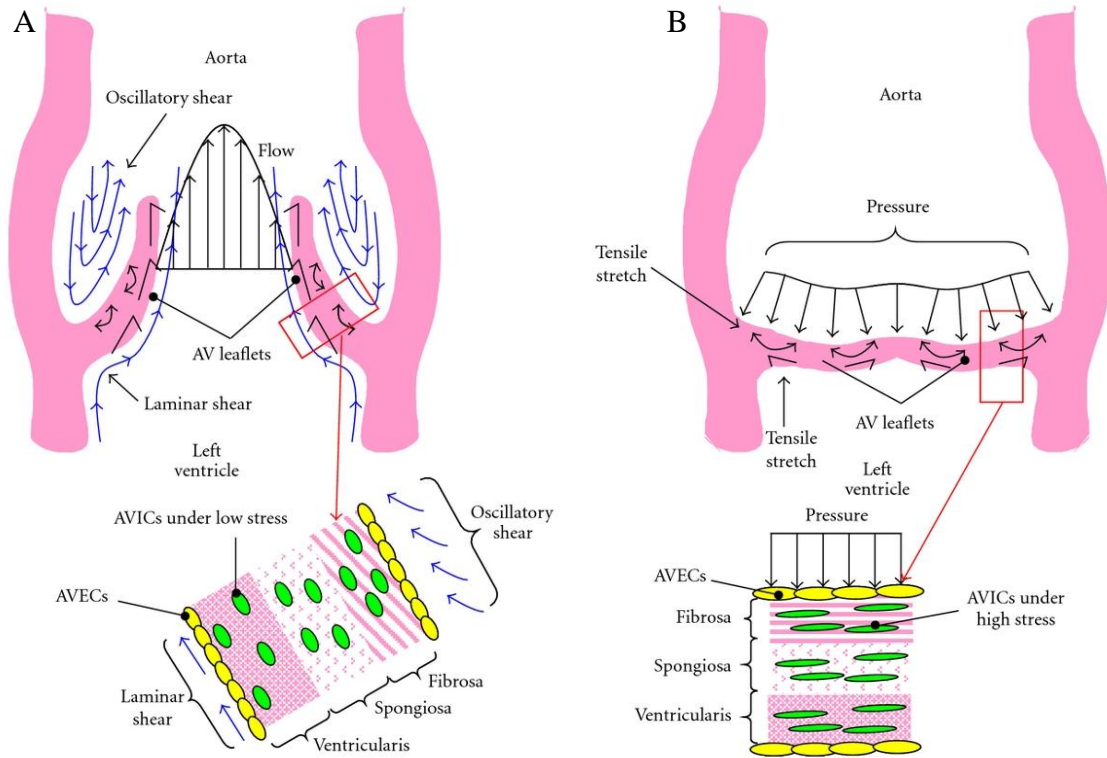 A
Aorta
Oscillatory shear
Flow
AV leaflets
Laminar shear
Left
ventricle
AVICs under low stress
Oscillatory
shear
AVECs
Laminar
shear
Fibrosa
Spongiosa
Ventricularis
B
Aorta
Pressure
Tensile
stretch
AV leaflets
Tensile
stretch
Left
ventricle
Pressure
AVECs
Fibrosa
AVICs under
high stress
Spongiosa
Ventricularis